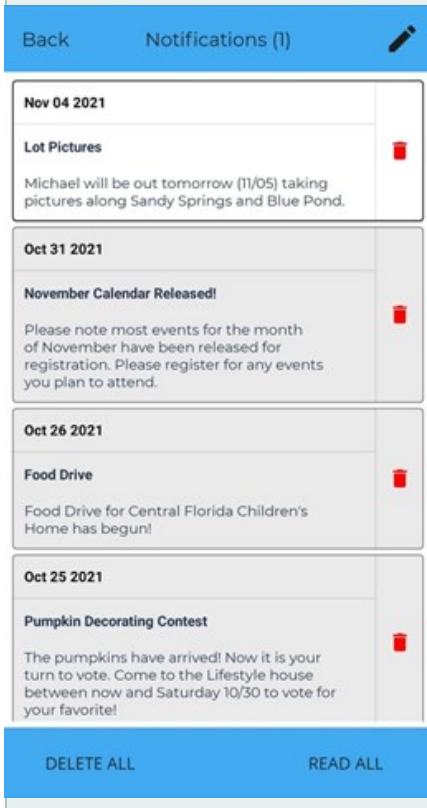 Back Notifications (1)
Nov 04 2021
Lot Pictures
Michael will be out tomorrow (11/05) taking
pictures along Sandy Springs and Blue Pond.
Oct 31 2021
November Calendar Released!
Please note most events for the month
of November have been released for
registration. Please register for any events
you plan to attend.
Oct 26 2021
Food Drive
Food Drive for Central Florida Children's
Home has begun!
Oct 25 2021
Pumpkin Decorating Contest
The pumpkins have arrived! Now it is your
turn to vote. Come to the Lifestyle house
between now and Saturday 10/30 to vote for
your favorite!
DELETE ALL READ ALL